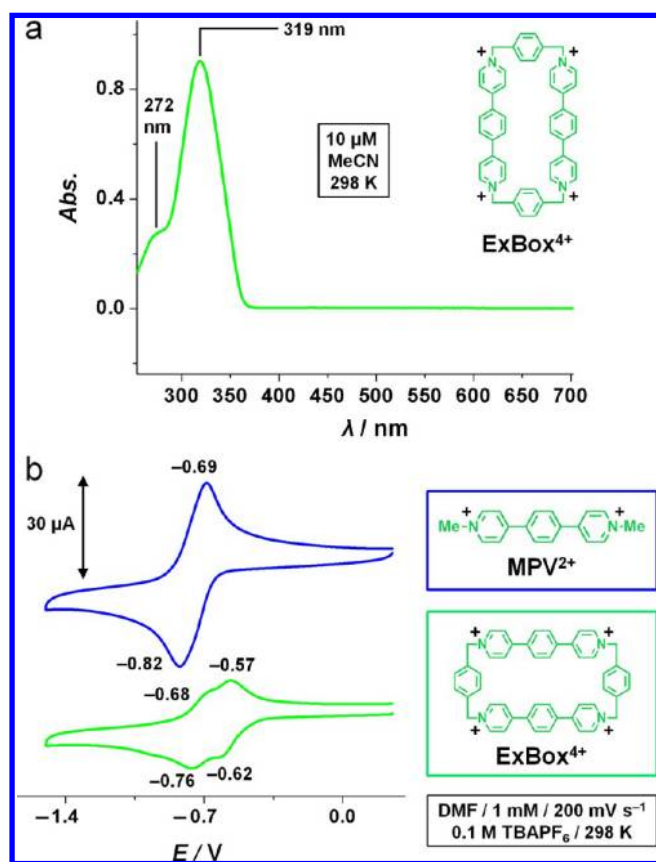 a
319 nm
272
nm
0.8
0.4
0.0
Abs.
10 μM
MeCN
298 K
+ +
N N
N N
+ +
ExBox4+
300 350 400 450 500 550 600 650 700
λ / nm
b
−0.69
30 μA
−0.82
−0.68
−0.57
−0.76
−0.62
−1.4 −0.7 0.0
E / V
+ +
Me–N N–Me
MPV2+
+ +
N N
N N
+ +
ExBox4+
DMF / 1 mM / 200 mV s−1
0.1 M TBAPF6 / 298 K